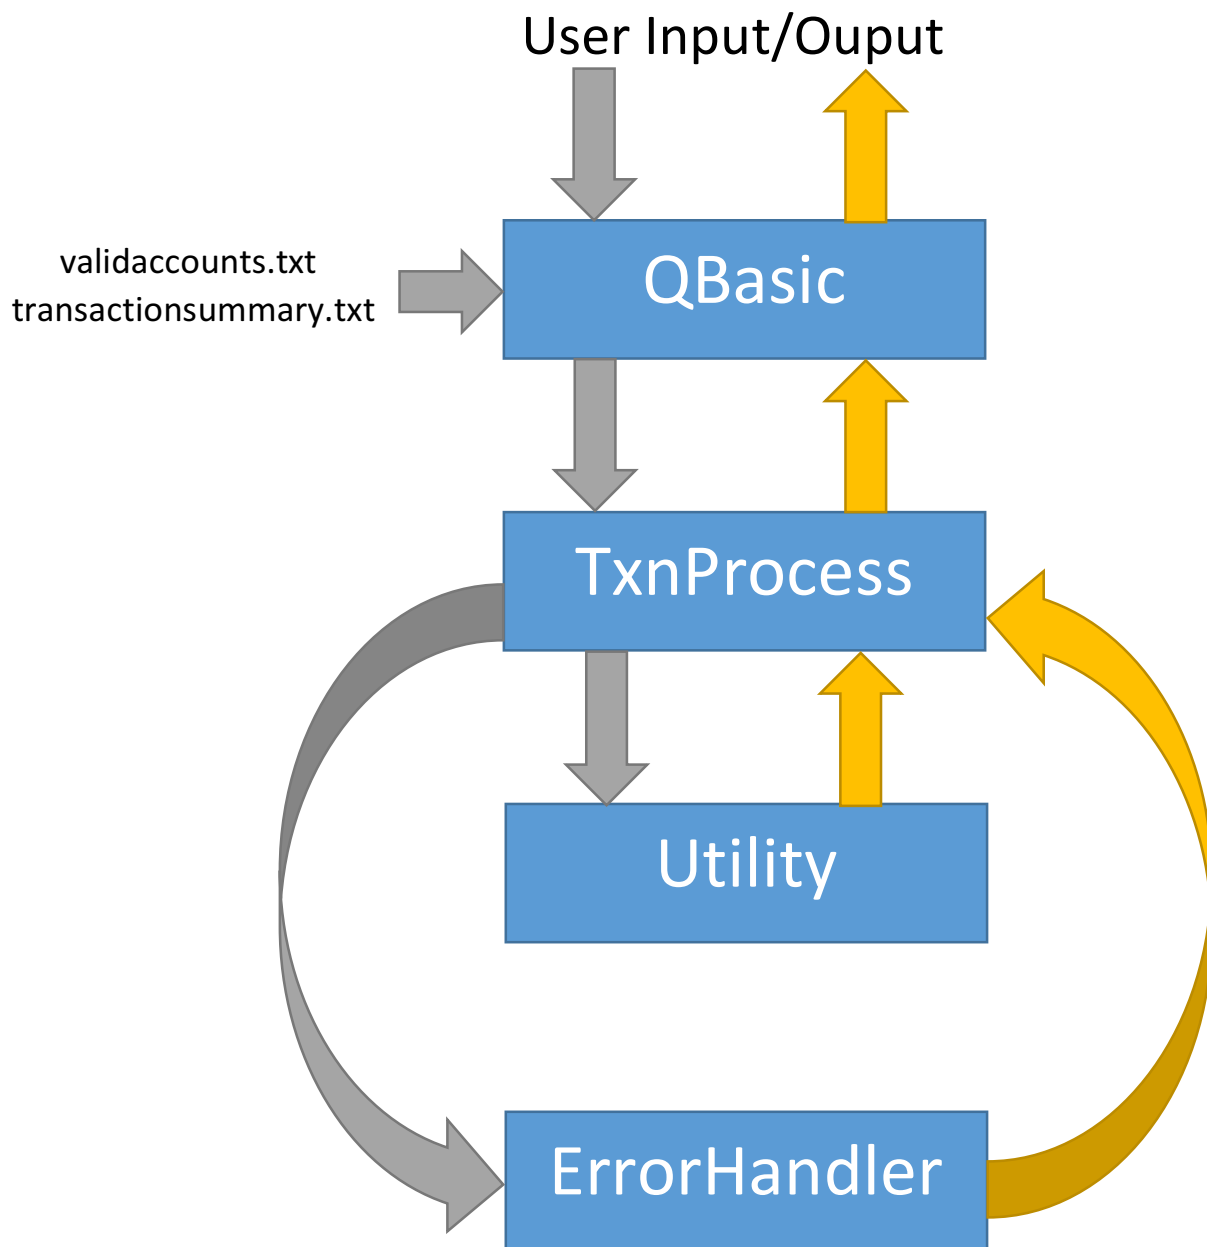 User Input/Ouput
validaccounts.txt
transactionsummary.txt
QBasic
TxnProcess
Utility
ErrorHandler